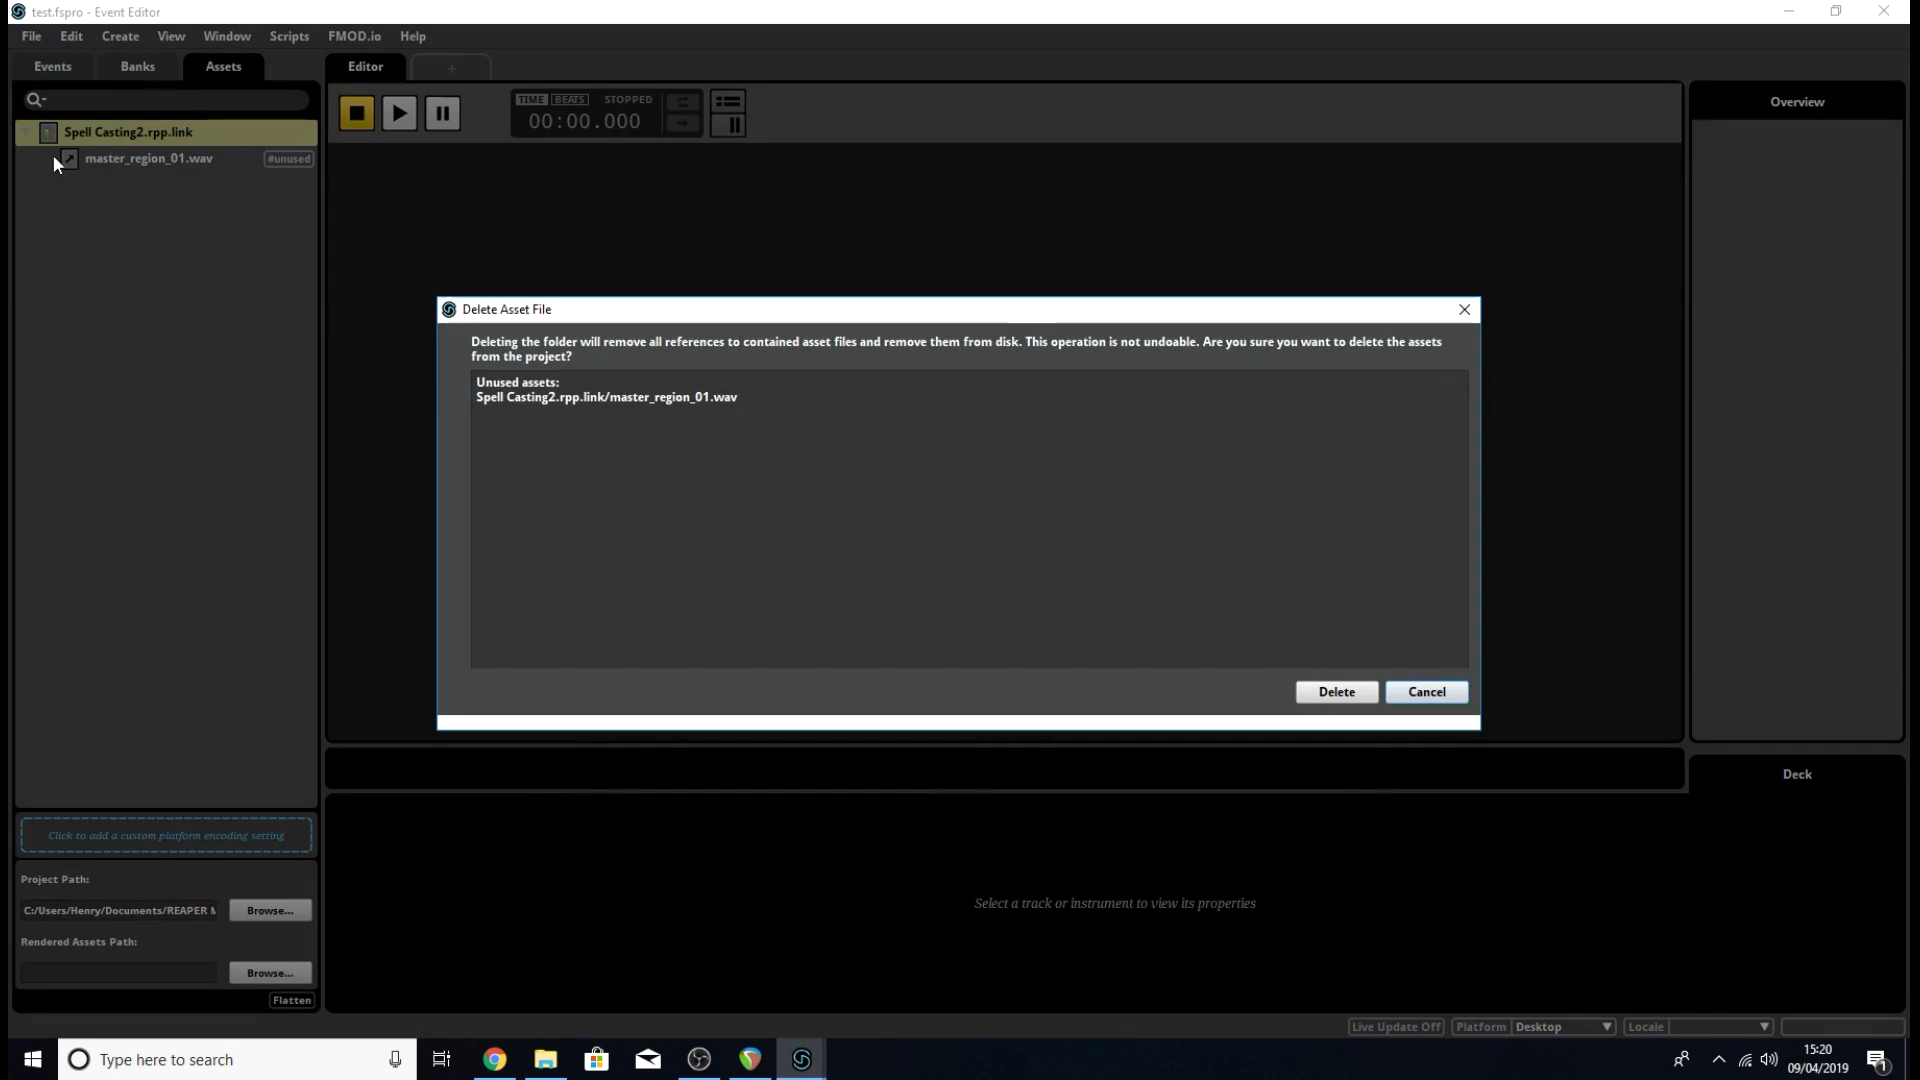 test.fspro - Event Editor
File Edit Create View Window Scripts FMOD.io Help
Events Banks Assets Editor +
TIME BEATS STOPPED
00:00.000
Overview
Spell Casting2.rpp.link
master_region_01.wav #unused
Delete Asset File
Deleting the folder will remove all references to contained asset files and remove them from disk. This operation is not undoable. Are you sure you want to delete the assets
from the project?
Unused assets:
Spell Casting2.rpp.link/master_region_01.wav
Delete Cancel
Deck
Click to add a custom platform encoding setting
Project Path:
C:/Users/Henry/Documents/REAPER Browse...
Rendered Assets Path:
Browse...
Flatten
Select a track or instrument to view its properties
Live Update Off Platform Desktop Locale
Type here to search
15:20
09/04/2019
1